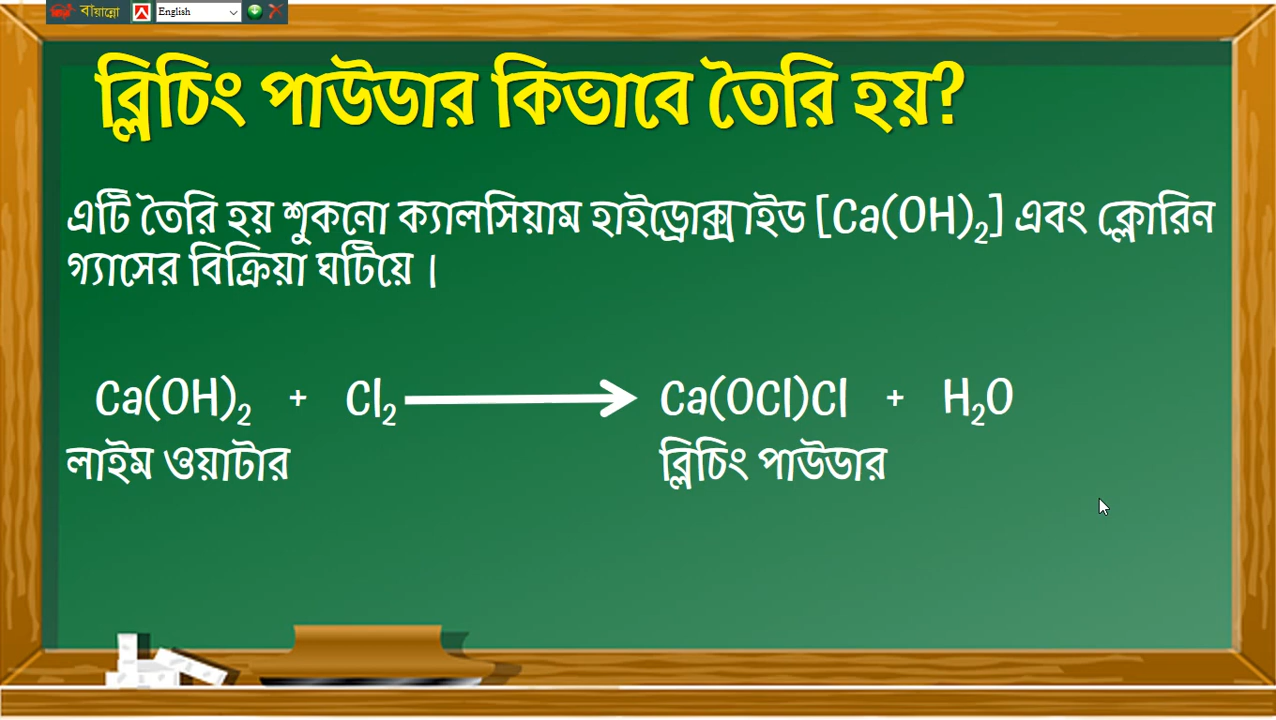 বায়ান্নো English
ব্লিচিং পাউডার কিভাবে তৈরি হয়?
এটি তৈরি হয় শুকনো ক্যালসিয়াম হাইড্রোক্সাইড [Ca(OH)₂] এবং ক্লোরিন
গ্যাসের বিক্রিয়া ঘটিয়ে ।
Ca(OH)₂ + Cl₂ ⟶ Ca(OCl)Cl + H₂O
লাইম ওয়াটার ব্লিচিং পাউডার